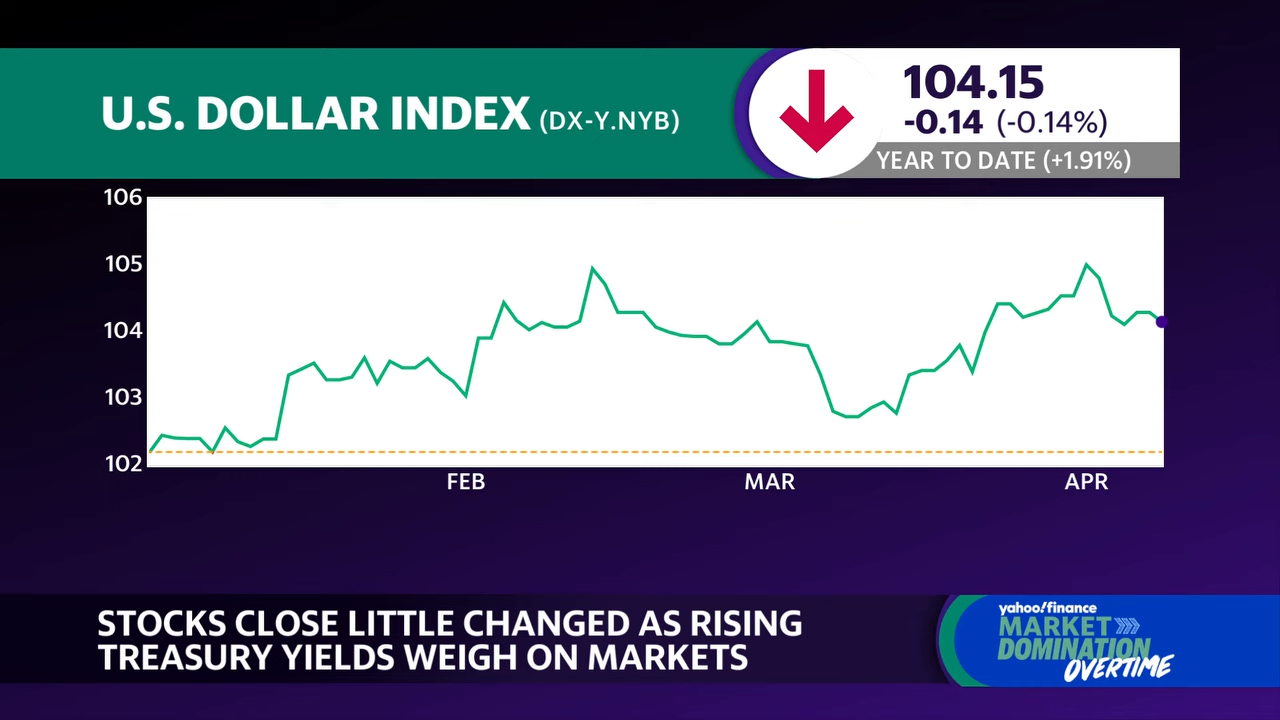 U.S. DOLLAR INDEX (DX-Y.NYB)
104.15
-0.14 (-0.14%)
YEAR TO DATE (+1.91%)
106
105
104
103
102
FEB MAR APR
STOCKS CLOSE LITTLE CHANGED AS RISING
TREASURY YIELDS WEIGH ON MARKETS
yahoo!finance
MARKET
DOMINATION
OVERTIME